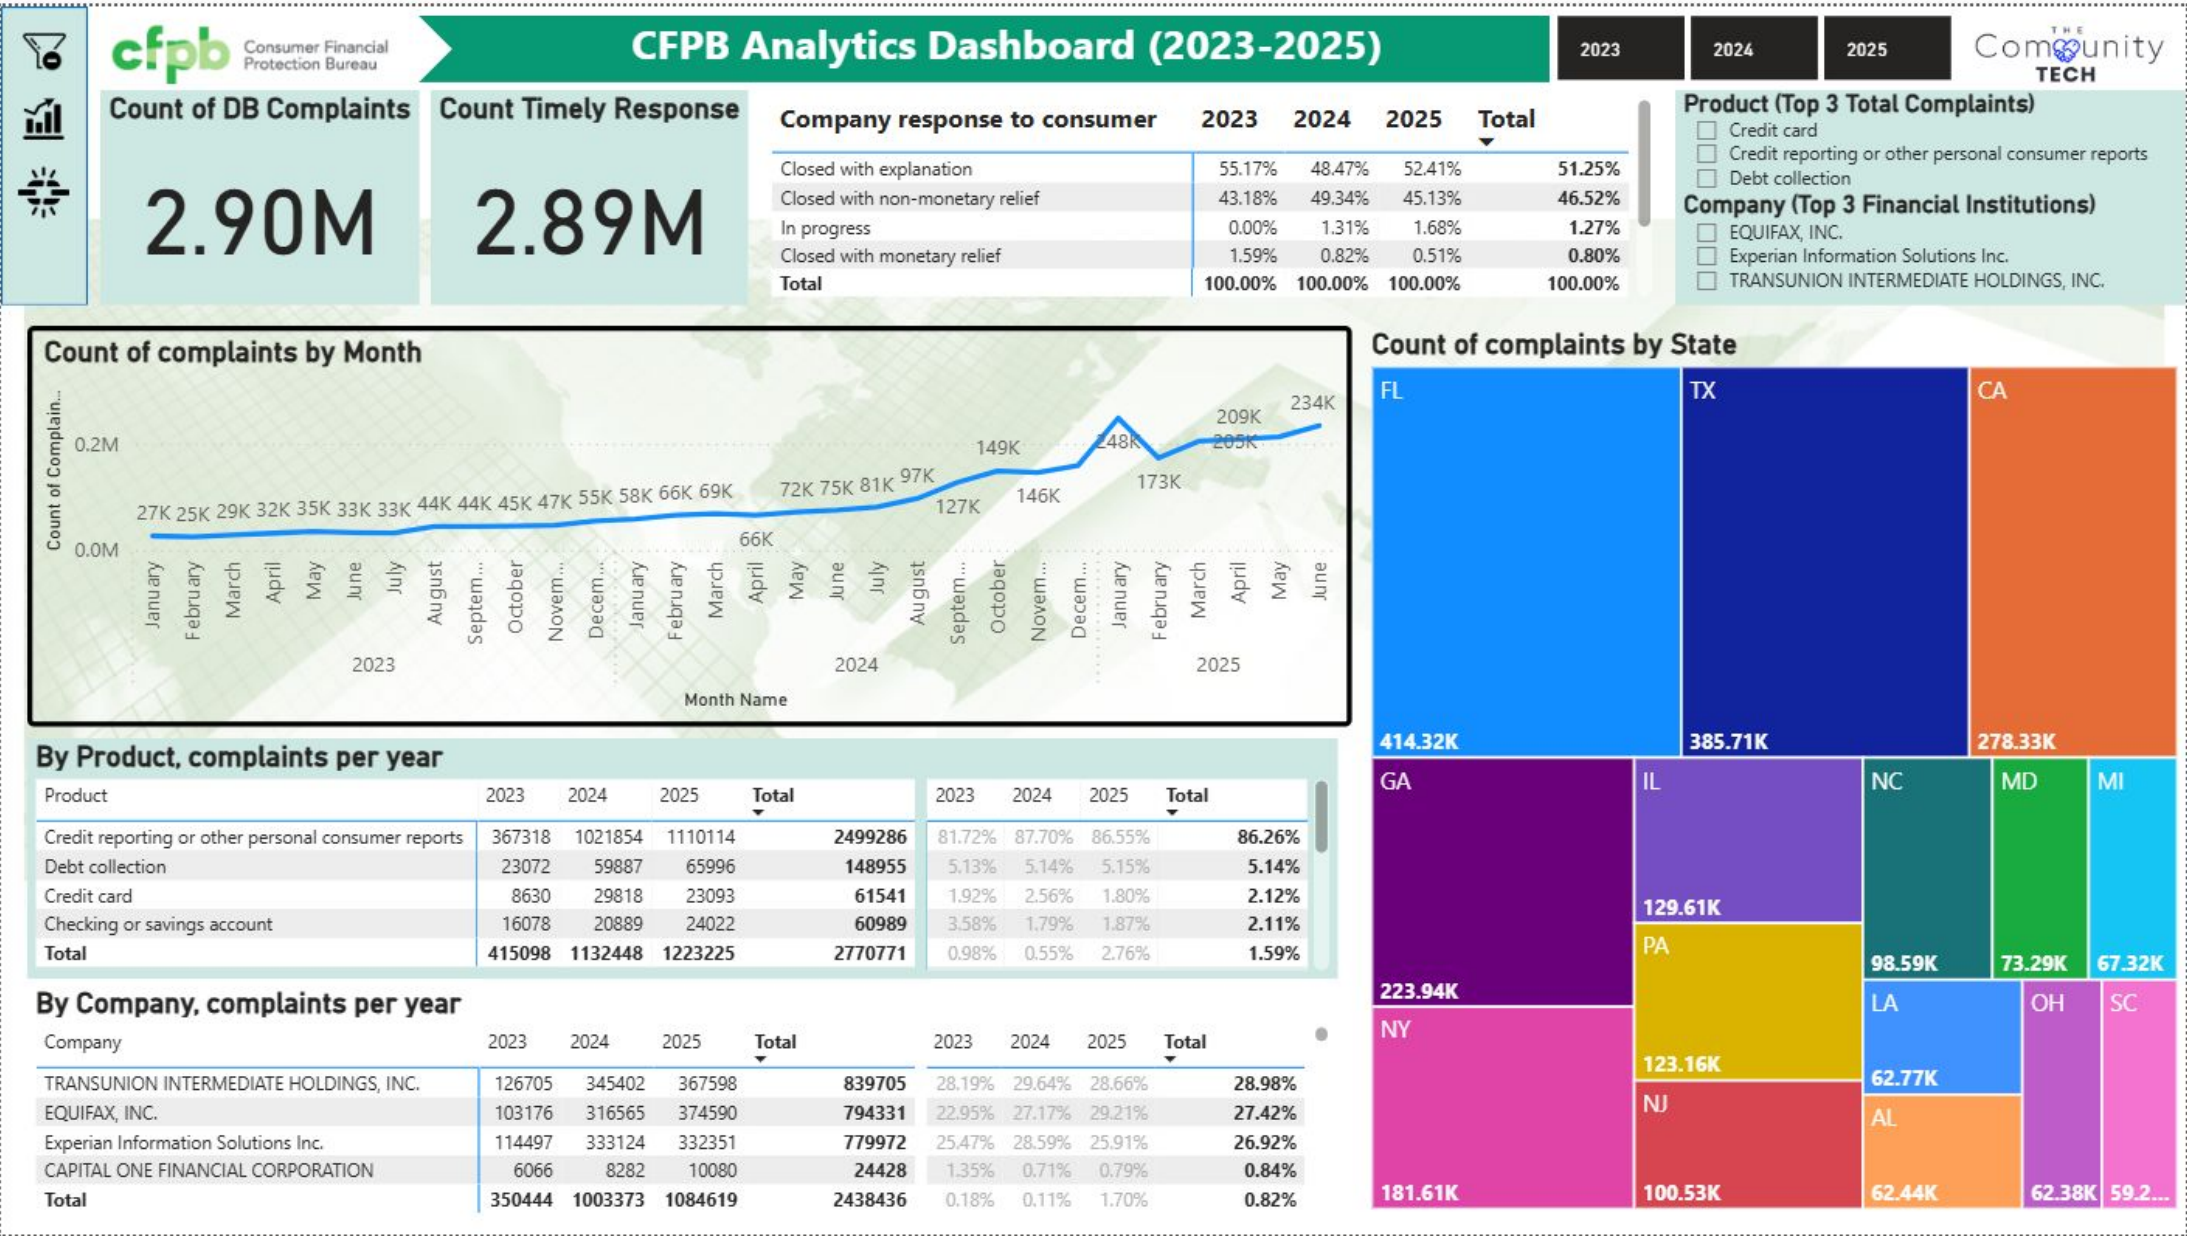 cfpb Consumer Financial
Protection Bureau
CFPB Analytics Dashboard (2023-2025)
2023 2024 2025
THE
Community
TECH
Count of DB Complaints
2.90M
Count Timely Response
2.89M
Company response to consumer 2023 2024 2025 Total
Closed with explanation 55.17% 48.47% 52.41% 51.25%
Closed with non-monetary relief 43.18% 49.34% 45.13% 46.52%
In progress 0.00% 1.31% 1.68% 1.27%
Closed with monetary relief 1.59% 0.82% 0.51% 0.80%
Total 100.00% 100.00% 100.00% 100.00%
Product (Top 3 Total Complaints)
Credit card
Credit reporting or other personal consumer reports
Debt collection
Company (Top 3 Financial Institutions)
EQUIFAX, INC.
Experian Information Solutions Inc.
TRANSUNION INTERMEDIATE HOLDINGS, INC.
Count of complaints by Month
Count of Complain...
0.2M
0.0M
27K 25K 29K 32K 35K 33K 33K 44K 44K 45K 47K 55K 58K 66K 69K 66K 72K 75K 81K 97K 127K 149K 146K 248K 173K 205K 209K 234K
January February March April May June July August Septem... October Novem... Decem... January February March April May June July August Septem... October Novem... Decem... January February March April May June
2023 2024 2025
Month Name
Count of complaints by State
FL
414.32K
TX
385.71K
CA
278.33K
GA
223.94K
NY
181.61K
IL
129.61K
PA
123.16K
NJ
100.53K
NC
98.59K
MD
73.29K
MI
67.32K
LA
62.77K
AL
62.44K
OH
62.38K
SC
59.2...
By Product, complaints per year
Product 2023 2024 2025 Total 2023 2024 2025 Total
Credit reporting or other personal consumer reports 367318 1021854 1110114 2499286 81.72% 87.70% 86.55% 86.26%
Debt collection 23072 59887 65996 148955 5.13% 5.14% 5.15% 5.14%
Credit card 8630 29818 23093 61541 1.92% 2.56% 1.80% 2.12%
Checking or savings account 16078 20889 24022 60989 3.58% 1.79% 1.87% 2.11%
Total 415098 1132448 1223225 2770771 0.98% 0.55% 2.76% 1.59%
By Company, complaints per year
Company 2023 2024 2025 Total 2023 2024 2025 Total
TRANSUNION INTERMEDIATE HOLDINGS, INC. 126705 345402 367598 839705 28.19% 29.64% 28.66% 28.98%
EQUIFAX, INC. 103176 316565 374590 794331 22.95% 27.17% 29.21% 27.42%
Experian Information Solutions Inc. 114497 333124 332351 779972 25.47% 28.59% 25.91% 26.92%
CAPITAL ONE FINANCIAL CORPORATION 6066 8282 10080 24428 1.35% 0.71% 0.79% 0.84%
Total 350444 1003373 1084619 2438436 0.18% 0.11% 1.70% 0.82%